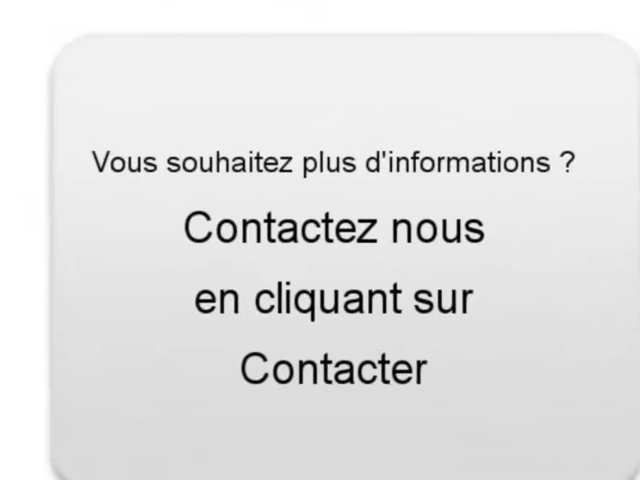 Vous souhaitez plus d'informations ?
Contactez nous
en cliquant sur
Contacter